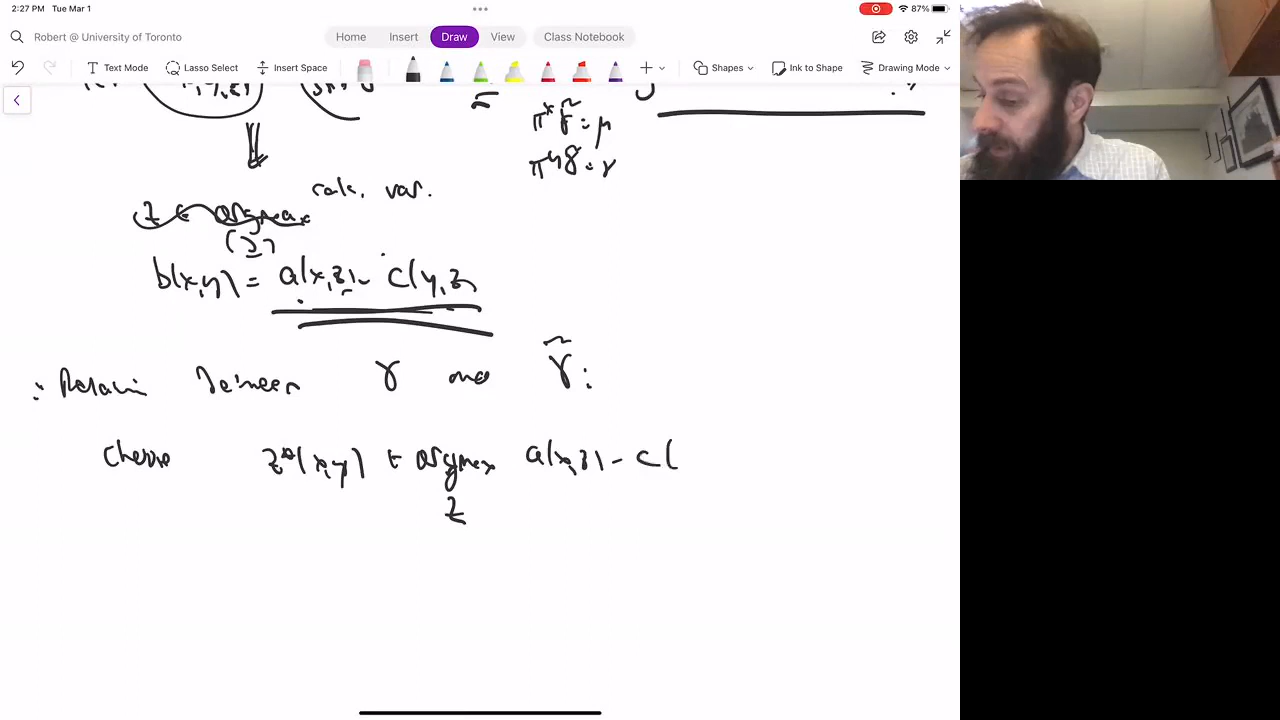 2:27 PM Tue Mar 1
87%
Robert @ University of Toronto
Home Insert Draw View Class Notebook
Text Mode Lasso Select Insert Space Shapes Ink to Shape Drawing Mode
π^x γ̃ = μ
π^y γ̃ = ν
calc. var.
z ∈ argmax
(≥)
b(x,y) = a(x,z) - c(y,z)
∴ Relation between γ and γ̃ :
Choose z*(x,y) ∈ argmax a(x,z) - c(
z